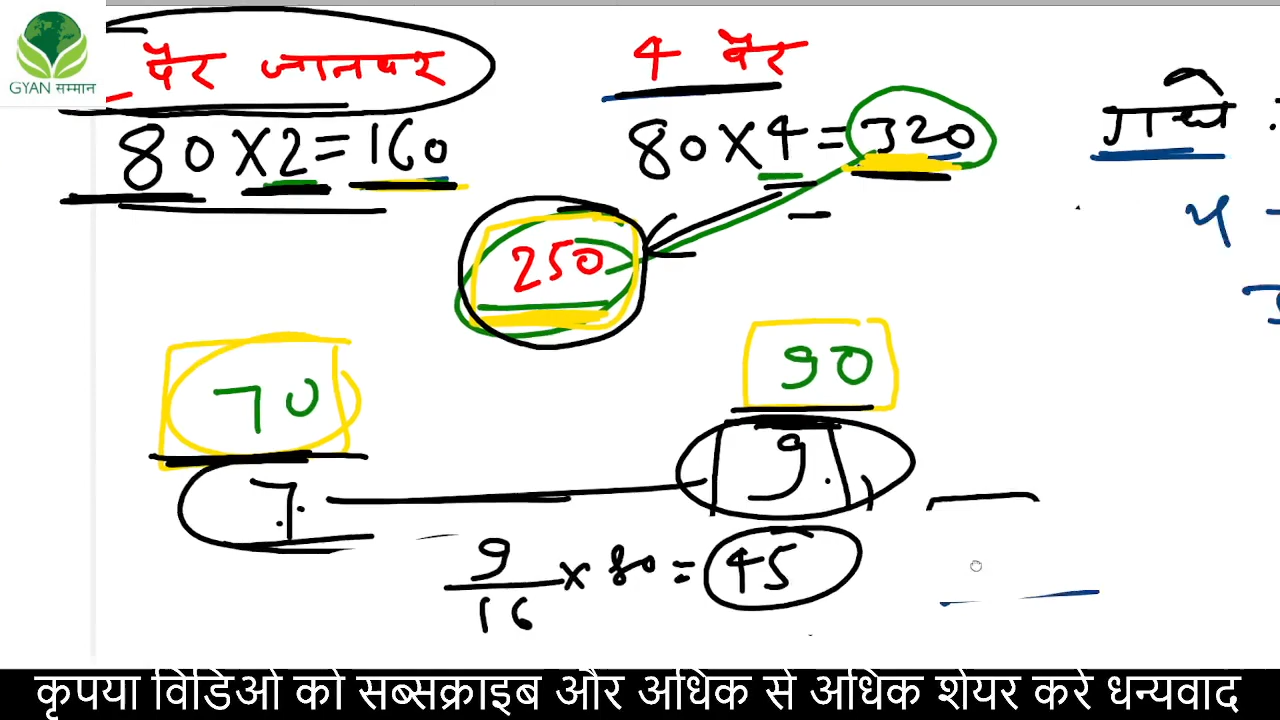 GYAN सम्मान
पैर जानवर 4 पैर
80 X 2 = 160 80 X 4 = 320
गधे
250
70 90
7 9
9/16 x 80 = 45
कृपया विडिओ को सब्सक्राइब और अधिक से अधिक शेयर करे धन्यवाद